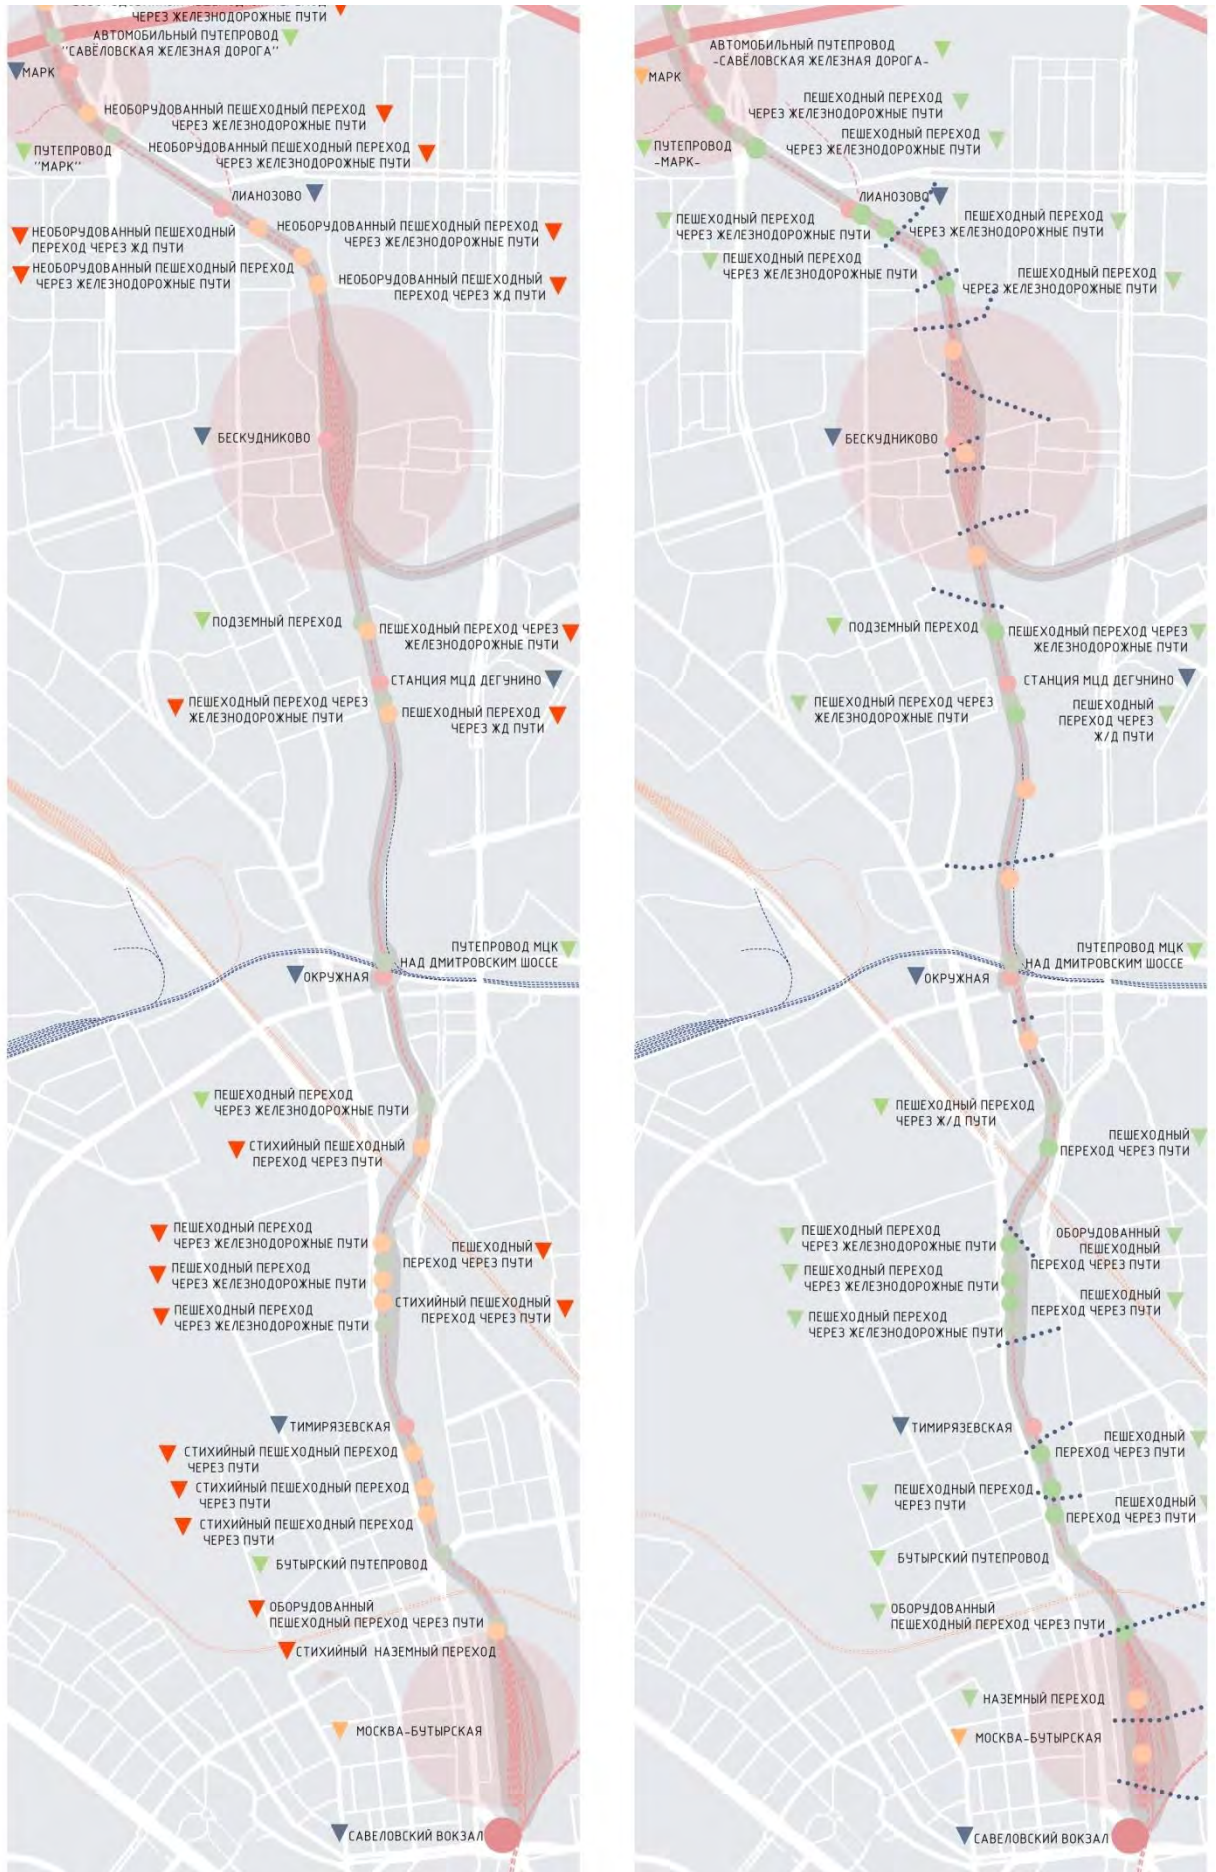 ЧЕРЕЗ ЖЕЛЕЗНОДОРОЖНЫЕ ПУТИ
АВТОМОБИЛЬНЫЙ ПУТЕПРОВОД
"САВЁЛОВСКАЯ ЖЕЛЕЗНАЯ ДОРОГА"
МАРК
НЕОБОРУДОВАННЫЙ ПЕШЕХОДНЫЙ ПЕРЕХОД
ЧЕРЕЗ ЖЕЛЕЗНОДОРОЖНЫЕ ПУТИ
ПУТЕПРОВОД
"МАРК"
НЕОБОРУДОВАННЫЙ ПЕШЕХОДНЫЙ ПЕРЕХОД
ЧЕРЕЗ ЖЕЛЕЗНОДОРОЖНЫЕ ПУТИ
ЛИАНОЗОВО
НЕОБОРУДОВАННЫЙ ПЕШЕХОДНЫЙ
ПЕРЕХОД ЧЕРЕЗ ЖД ПУТИ
НЕОБОРУДОВАННЫЙ ПЕШЕХОДНЫЙ ПЕРЕХОД
ЧЕРЕЗ ЖЕЛЕЗНОДОРОЖНЫЕ ПУТИ
НЕОБОРУДОВАННЫЙ ПЕШЕХОДНЫЙ ПЕРЕХОД
ЧЕРЕЗ ЖЕЛЕЗНОДОРОЖНЫЕ ПУТИ
НЕОБОРУДОВАННЫЙ ПЕШЕХОДНЫЙ
ПЕРЕХОД ЧЕРЕЗ ЖД ПУТИ
БЕСКУДНИКОВО
ПОДЗЕМНЫЙ ПЕРЕХОД
ПЕШЕХОДНЫЙ ПЕРЕХОД ЧЕРЕЗ
ЖЕЛЕЗНОДОРОЖНЫЕ ПУТИ
СТАНЦИЯ МЦД ДЕГУНИНО
ПЕШЕХОДНЫЙ ПЕРЕХОД ЧЕРЕЗ
ЖЕЛЕЗНОДОРОЖНЫЕ ПУТИ
ПЕШЕХОДНЫЙ ПЕРЕХОД
ЧЕРЕЗ ЖД ПУТИ
ПУТЕПРОВОД МЦК
НАД ДМИТРОВСКИМ ШОССЕ
ОКРУЖНАЯ
ПЕШЕХОДНЫЙ ПЕРЕХОД
ЧЕРЕЗ ЖЕЛЕЗНОДОРОЖНЫЕ ПУТИ
СТИХИЙНЫЙ ПЕШЕХОДНЫЙ
ПЕРЕХОД ЧЕРЕЗ ПУТИ
ПЕШЕХОДНЫЙ ПЕРЕХОД
ЧЕРЕЗ ЖЕЛЕЗНОДОРОЖНЫЕ ПУТИ
ПЕШЕХОДНЫЙ
ПЕРЕХОД ЧЕРЕЗ ПУТИ
ПЕШЕХОДНЫЙ ПЕРЕХОД
ЧЕРЕЗ ЖЕЛЕЗНОДОРОЖНЫЕ ПУТИ
СТИХИЙНЫЙ ПЕШЕХОДНЫЙ
ПЕРЕХОД ЧЕРЕЗ ПУТИ
ПЕШЕХОДНЫЙ ПЕРЕХОД
ЧЕРЕЗ ЖЕЛЕЗНОДОРОЖНЫЕ ПУТИ
ТИМИРЯЗЕВСКАЯ
СТИХИЙНЫЙ ПЕШЕХОДНЫЙ ПЕРЕХОД
ЧЕРЕЗ ПУТИ
СТИХИЙНЫЙ ПЕШЕХОДНЫЙ ПЕРЕХОД
ЧЕРЕЗ ПУТИ
СТИХИЙНЫЙ ПЕШЕХОДНЫЙ ПЕРЕХОД
ЧЕРЕЗ ПУТИ
БУТЫРСКИЙ ПУТЕПРОВОД
ОБОРУДОВАННЫЙ
ПЕШЕХОДНЫЙ ПЕРЕХОД ЧЕРЕЗ ПУТИ
СТИХИЙНЫЙ НАЗЕМНЫЙ ПЕРЕХОД
МОСКВА-БУТЫРСКАЯ
САВЕЛОВСКИЙ ВОКЗАЛ
АВТОМОБИЛЬНЫЙ ПУТЕПРОВОД
-САВЁЛОВСКАЯ ЖЕЛЕЗНАЯ ДОРОГА-
МАРК
ПЕШЕХОДНЫЙ ПЕРЕХОД
ЧЕРЕЗ ЖЕЛЕЗНОДОРОЖНЫЕ ПУТИ
ПУТЕПРОВОД
-МАРК-
ПЕШЕХОДНЫЙ ПЕРЕХОД
ЧЕРЕЗ ЖЕЛЕЗНОДОРОЖНЫЕ ПУТИ
ЛИАНОЗОВО
ПЕШЕХОДНЫЙ ПЕРЕХОД
ЧЕРЕЗ ЖЕЛЕЗНОДОРОЖНЫЕ ПУТИ
ПЕШЕХОДНЫЙ ПЕРЕХОД
ЧЕРЕЗ ЖЕЛЕЗНОДОРОЖНЫЕ ПУТИ
ПЕШЕХОДНЫЙ ПЕРЕХОД
ЧЕРЕЗ ЖЕЛЕЗНОДОРОЖНЫЕ ПУТИ
ПЕШЕХОДНЫЙ ПЕРЕХОД
ЧЕРЕЗ ЖЕЛЕЗНОДОРОЖНЫЕ ПУТИ
БЕСКУДНИКОВО
ПОДЗЕМНЫЙ ПЕРЕХОД
ПЕШЕХОДНЫЙ ПЕРЕХОД ЧЕРЕЗ
ЖЕЛЕЗНОДОРОЖНЫЕ ПУТИ
СТАНЦИЯ МЦД ДЕГУНИНО
ПЕШЕХОДНЫЙ ПЕРЕХОД ЧЕРЕЗ
ЖЕЛЕЗНОДОРОЖНЫЕ ПУТИ
ПЕШЕХОДНЫЙ
ПЕРЕХОД ЧЕРЕЗ
Ж/Д ПУТИ
ПУТЕПРОВОД МЦК
НАД ДМИТРОВСКИМ ШОССЕ
ОКРУЖНАЯ
ПЕШЕХОДНЫЙ ПЕРЕХОД
ЧЕРЕЗ Ж/Д ПУТИ
ПЕШЕХОДНЫЙ
ПЕРЕХОД ЧЕРЕЗ ПУТИ
ПЕШЕХОДНЫЙ ПЕРЕХОД
ЧЕРЕЗ ЖЕЛЕЗНОДОРОЖНЫЕ ПУТИ
ОБОРУДОВАННЫЙ
ПЕШЕХОДНЫЙ
ПЕРЕХОД ЧЕРЕЗ ПУТИ
ПЕШЕХОДНЫЙ ПЕРЕХОД
ЧЕРЕЗ ЖЕЛЕЗНОДОРОЖНЫЕ ПУТИ
ПЕШЕХОДНЫЙ
ПЕРЕХОД ЧЕРЕЗ ПУТИ
ПЕШЕХОДНЫЙ ПЕРЕХОД
ЧЕРЕЗ ЖЕЛЕЗНОДОРОЖНЫЕ ПУТИ
ТИМИРЯЗЕВСКАЯ
ПЕШЕХОДНЫЙ
ПЕРЕХОД ЧЕРЕЗ ПУТИ
ПЕШЕХОДНЫЙ ПЕРЕХОД
ЧЕРЕЗ ПУТИ
ПЕШЕХОДНЫЙ
ПЕРЕХОД ЧЕРЕЗ ПУТИ
БУТЫРСКИЙ ПУТЕПРОВОД
ОБОРУДОВАННЫЙ
ПЕШЕХОДНЫЙ ПЕРЕХОД ЧЕРЕЗ ПУТИ
НАЗЕМНЫЙ ПЕРЕХОД
МОСКВА-БУТЫРСКАЯ
САВЕЛОВСКИЙ ВОКЗАЛ